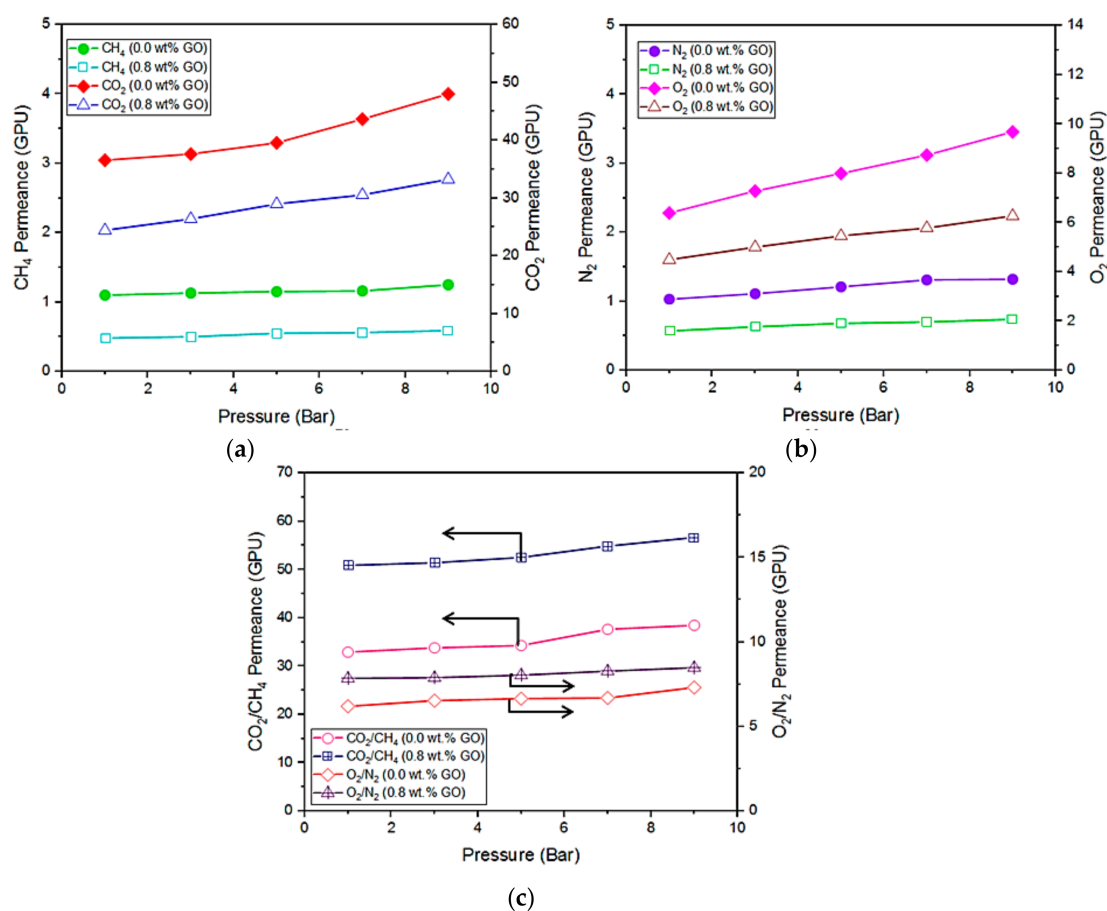 5
4
3
2
1
0
CH₄ Permeance (GPU)
60
50
40
30
20
10
0
CO₂ Permeance (GPU)
CH₄ (0.0 wt% GO)
CH₄ (0.8 wt% GO)
CO₂ (0.0 wt% GO)
CO₂ (0.8 wt% GO)
0 2 4 6 8 10
Pressure (Bar)
(a)
5
4
3
2
1
0
N₂ Permeance (GPU)
14
12
10
8
6
4
2
0
O₂ Permeance (GPU)
N₂ (0.0 wt.% GO)
N₂ (0.8 wt.% GO)
O₂ (0.0 wt.% GO)
O₂ (0.8 wt.% GO)
0 2 4 6 8 10
Pressure (Bar)
(b)
70
60
50
40
30
20
10
0
CO₂/CH₄ Permeance (GPU)
20
15
10
5
0
O₂/N₂ Permeance (GPU)
CO₂/CH₄ (0.0 wt.% GO)
CO₂/CH₄ (0.8 wt.% GO)
O₂/N₂ (0.0 wt.% GO)
O₂/N₂ (0.8 wt.% GO)
0 2 4 6 8 10
Pressure (Bar)
(c)